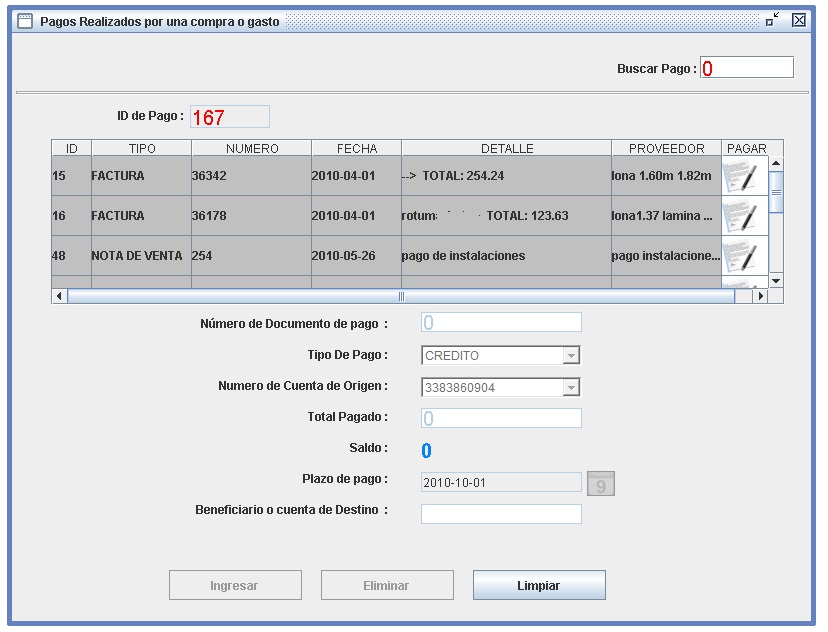 Pagos Realizados por una compra o gasto
Buscar Pago : 0
ID de Pago : 167
ID TIPO NUMERO FECHA DETALLE PROVEEDOR PAGAR
15 FACTURA 36342 2010-04-01 --> TOTAL: 254.24 lona 1.60m 1.82m
16 FACTURA 36178 2010-04-01 TOTAL: 123.63 lona1.37 lamina ...
48 NOTA DE VENTA 254 2010-05-26 pago de instalaciones pago instalacione...
Número de Documento de pago : 0
Tipo De Pago : CREDITO
Numero de Cuenta de Origen : 3383860904
Total Pagado : 0
Saldo : 0
Plazo de pago : 2010-10-01 9
Beneficiario o cuenta de Destino :
Ingresar Eliminar Limpiar